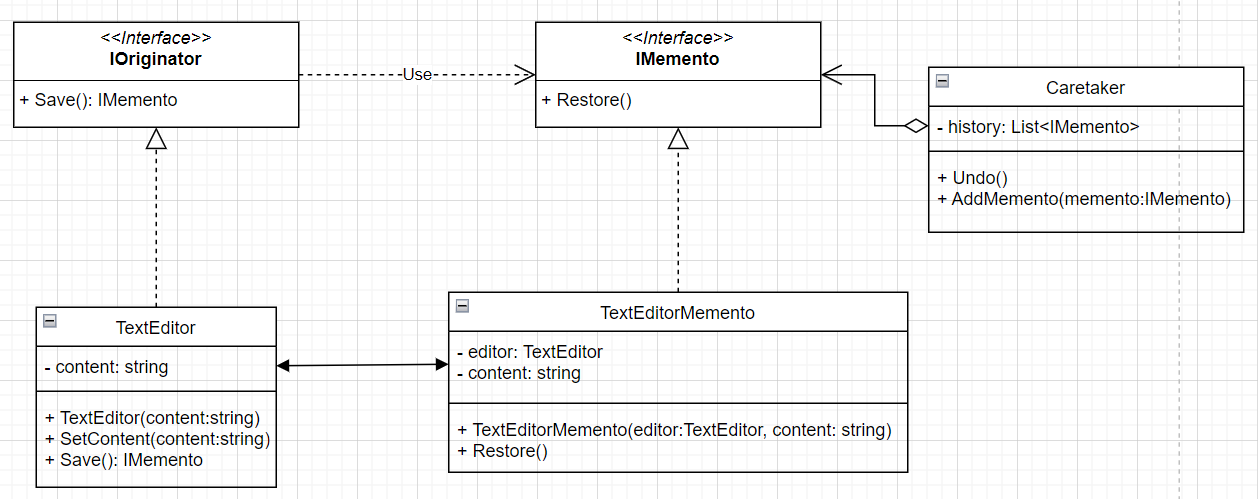 <<Interface>>
IOriginator
+ Save(): IMemento
Use
<<Interface>>
IMemento
+ Restore()
Caretaker
- history: List<IMemento>
+ Undo()
+ AddMemento(memento:IMemento)
TextEditor
- content: string
+ TextEditor(content:string)
+ SetContent(content:string)
+ Save(): IMemento
TextEditorMemento
- editor: TextEditor
- content: string
+ TextEditorMemento(editor:TextEditor, content: string)
+ Restore()